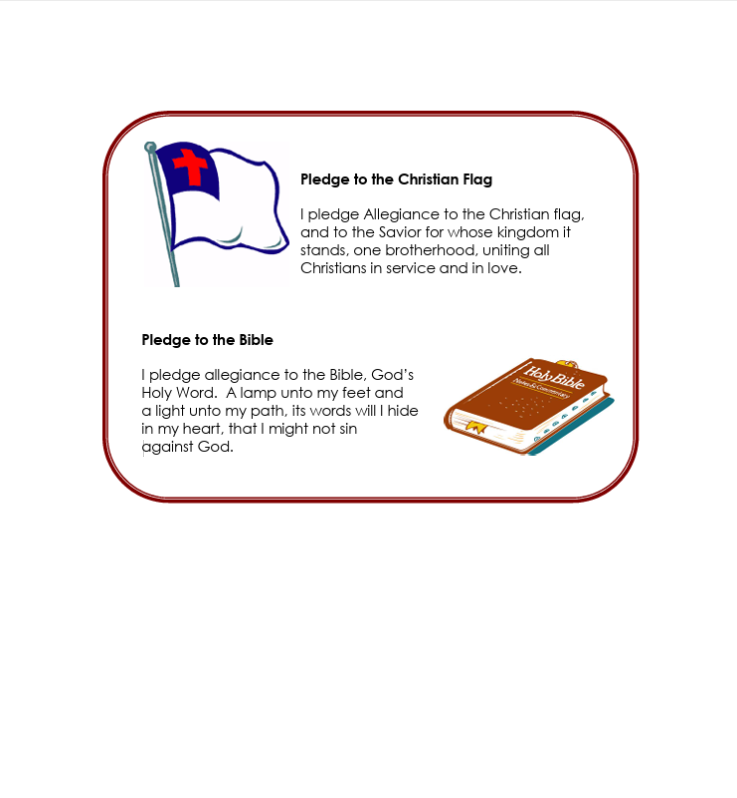 Pledge to the Christian Flag
I pledge Allegiance to the Christian flag,
and to the Savior for whose kingdom it
stands, one brotherhood, uniting all
Christians in service and in love.
Pledge to the Bible
I pledge allegiance to the Bible, God's
Holy Word.  A lamp unto my feet and
a light unto my path, its words will I hide
in my heart, that I might not sin
against God.
Holy Bible
Notes & Commentary